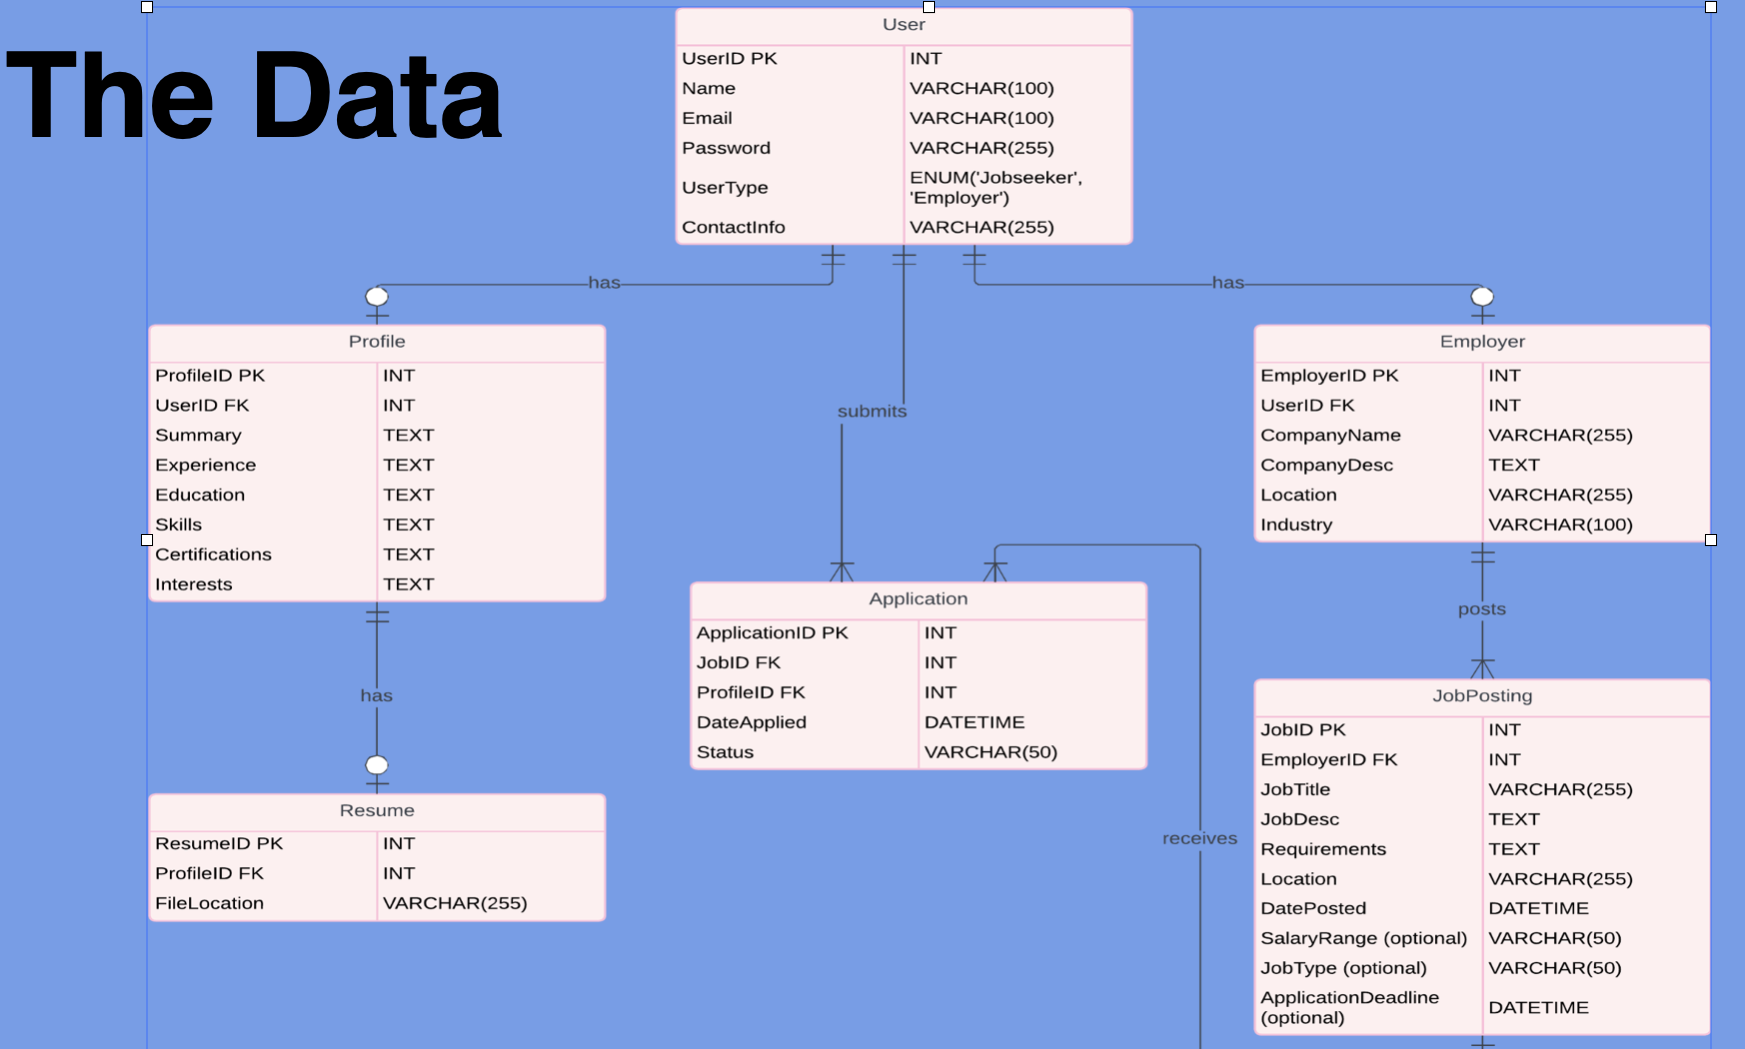 The Data
User
UserID PK INT
Name VARCHAR(100)
Email VARCHAR(100)
Password VARCHAR(255)
UserType ENUM('Jobseeker',
'Employer')
ContactInfo VARCHAR(255)
has
has
submits
Profile
ProfileID PK INT
UserID FK INT
Summary TEXT
Experience TEXT
Education TEXT
Skills TEXT
Certifications TEXT
Interests TEXT
has
Resume
ResumeID PK INT
ProfileID FK INT
FileLocation VARCHAR(255)
Application
ApplicationID PK INT
JobID FK INT
ProfileID FK INT
DateApplied DATETIME
Status VARCHAR(50)
receives
Employer
EmployerID PK INT
UserID FK INT
CompanyName VARCHAR(255)
CompanyDesc TEXT
Location VARCHAR(255)
Industry VARCHAR(100)
posts
JobPosting
JobID PK INT
EmployerID FK INT
JobTitle VARCHAR(255)
JobDesc TEXT
Requirements TEXT
Location VARCHAR(255)
DatePosted DATETIME
SalaryRange (optional) VARCHAR(50)
JobType (optional) VARCHAR(50)
ApplicationDeadline
(optional) DATETIME